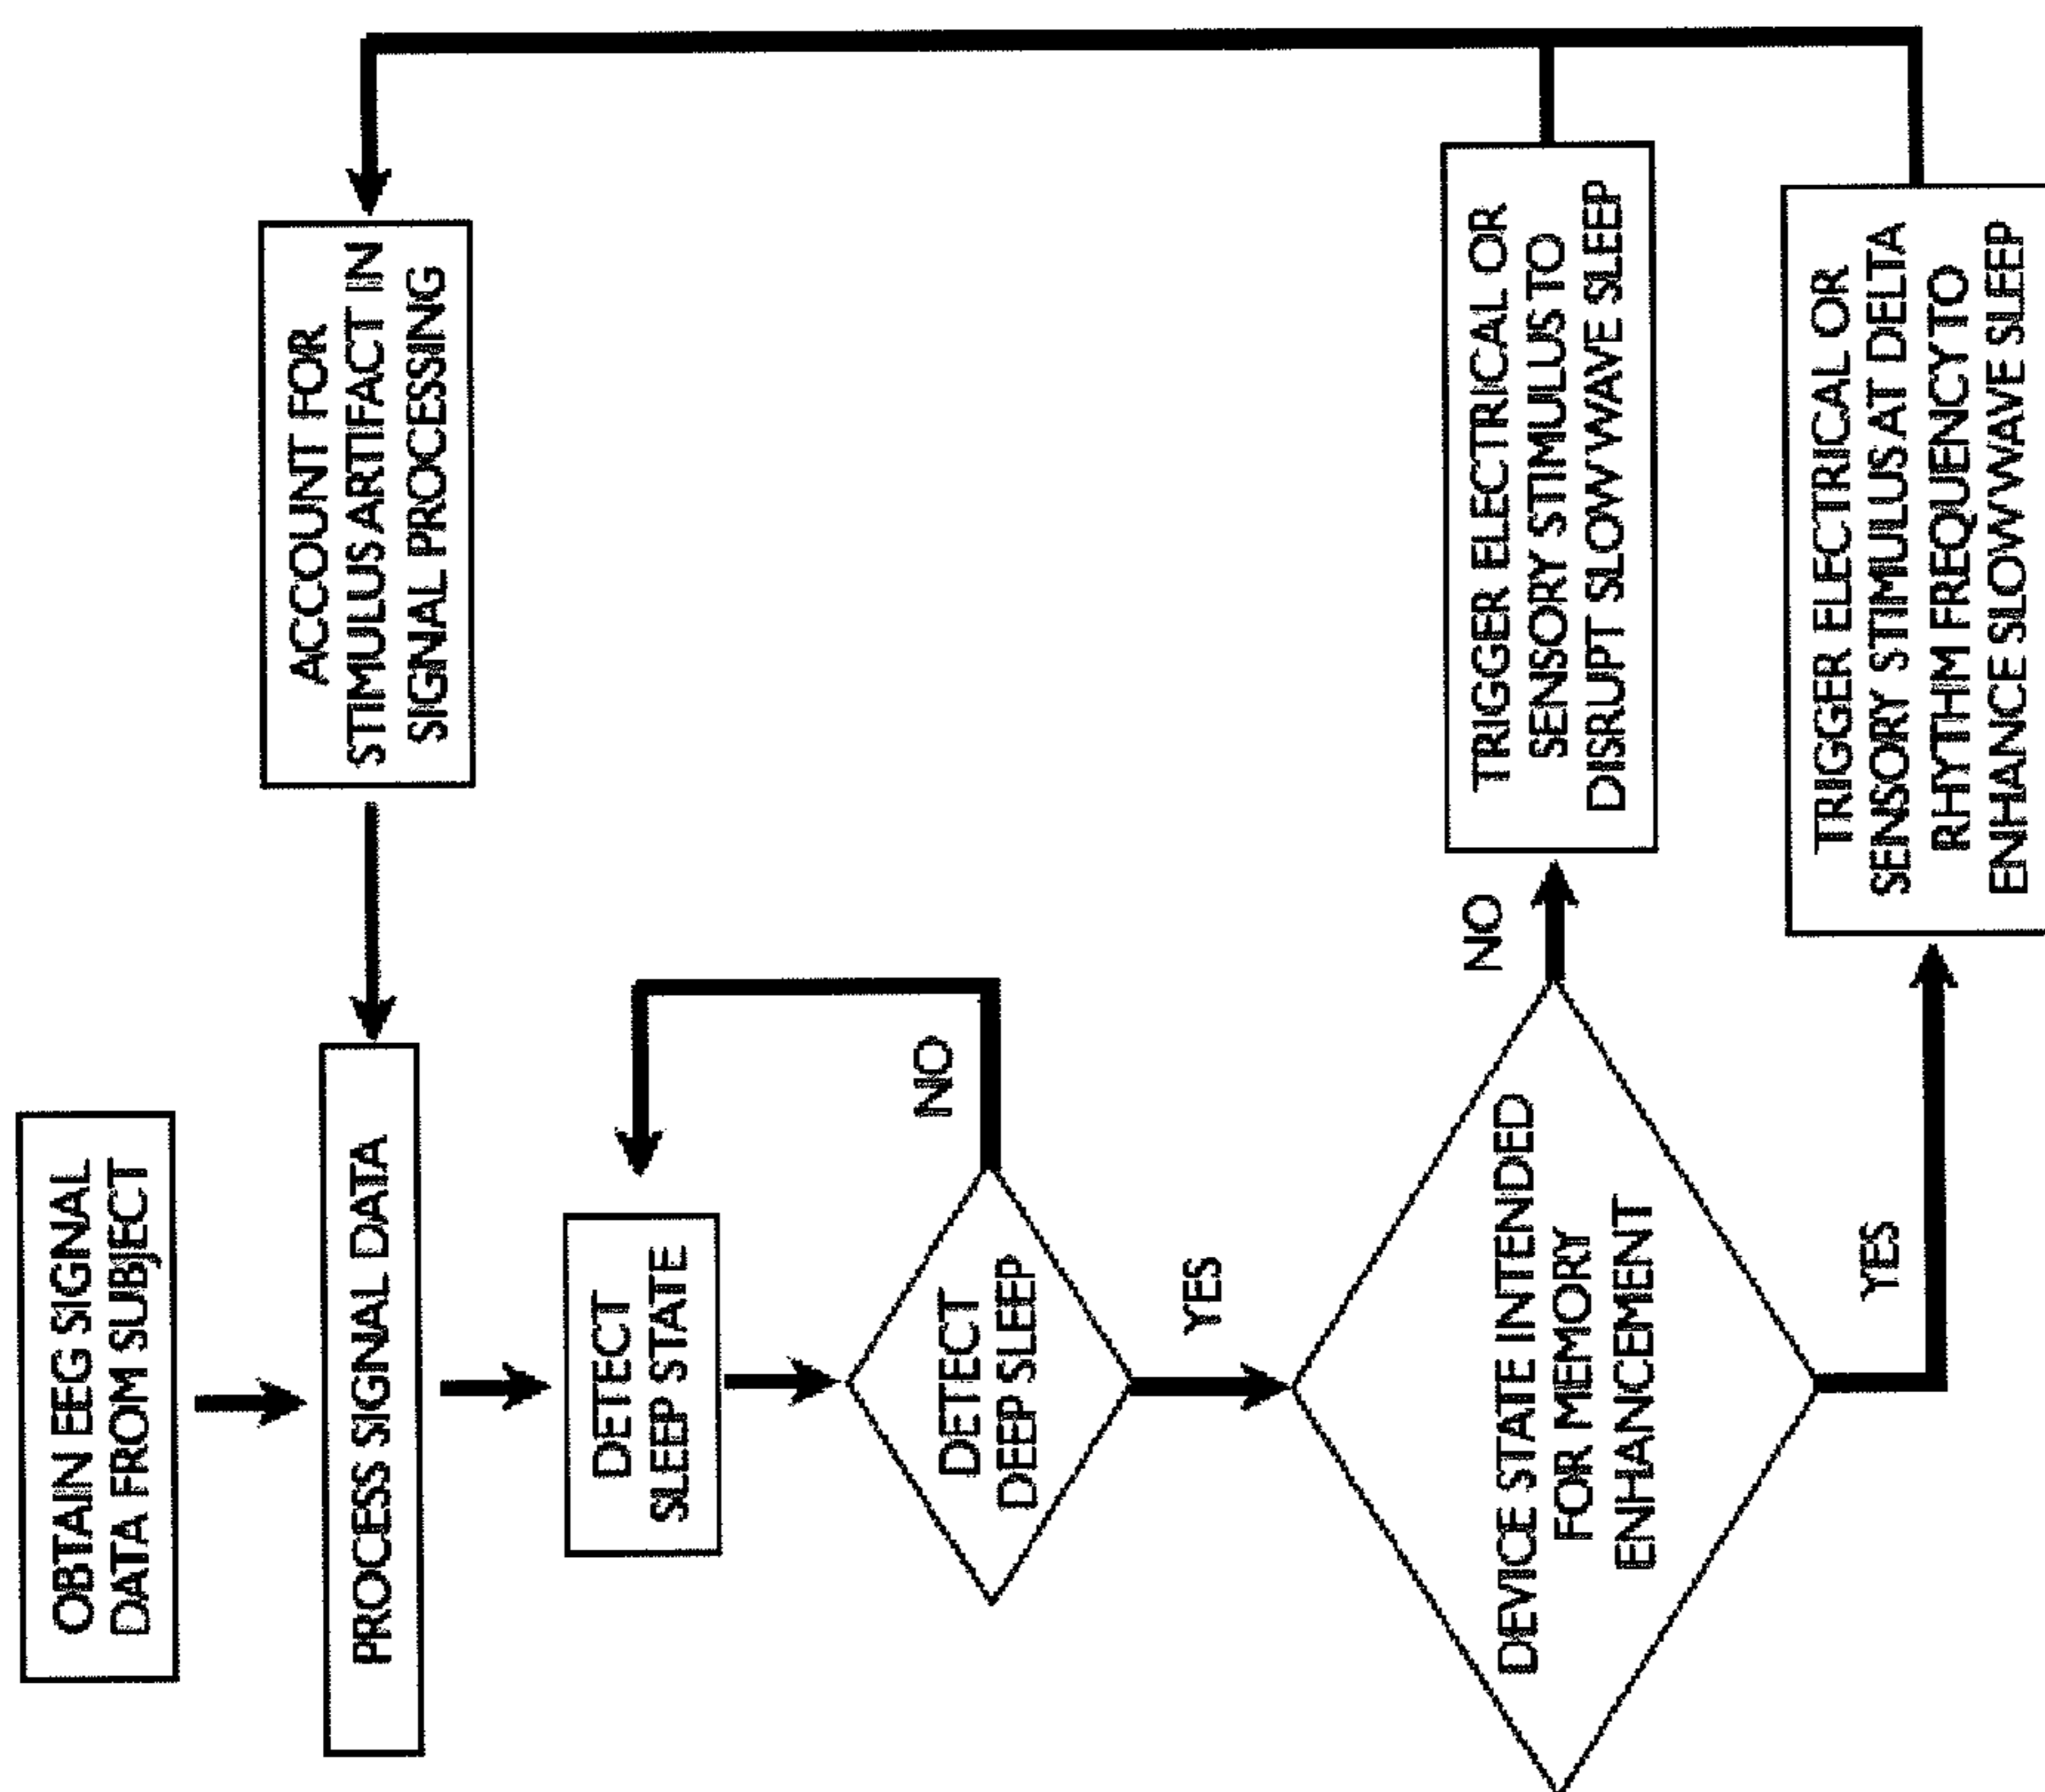 OBTAIN EEG SIGNAL
DATA FROM SUBJECT
PROCESS SIGNAL DATA
ACCOUNT FOR
STIMULUS ARTIFACT IN
SIGNAL PROCESSING
DETECT
SLEEP STATE
DETECT
DEEP SLEEP
NO
YES
DEVICE STATE INTENDED
FOR MEMORY
ENHANCEMENT
NO
TRIGGER ELECTRICAL OR
SENSORY STIMULUS TO
DISRUPT SLOW WAVE SLEEP
YES
TRIGGER ELECTRICAL OR
SENSORY STIMULUS AT DELTA
RHYTHM FREQUENCY TO
ENHANCE SLOW WAVE SLEEP